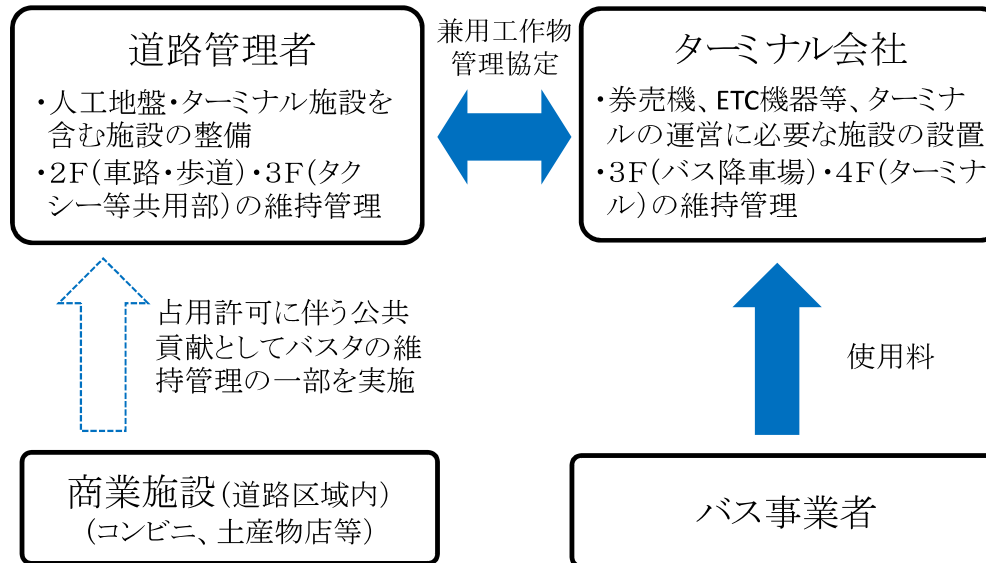 道路管理者
・人工地盤・ターミナル施設を
含む施設の整備
・2F(車路・歩道)・3F(タク
シー等共用部)の維持管理
兼用工作物
管理協定
ターミナル会社
・券売機、ETC機器等、ターミナ
ルの運営に必要な施設の設置
・3F(バス降車場)・4F(ターミナ
ル)の維持管理
占用許可に伴う公共
貢献としてバスタの維
持管理の一部を実施
使用料
商業施設(道路区域内)
(コンビニ、土産物店等)
バス事業者